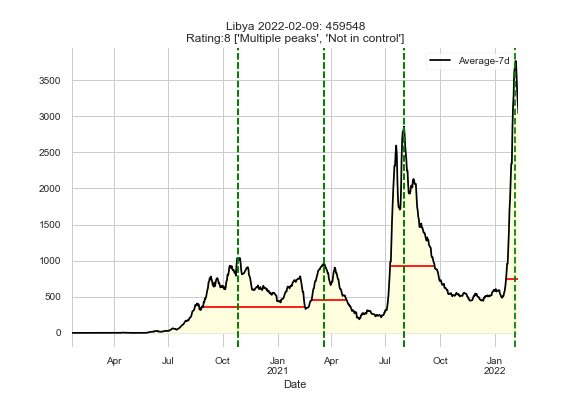 Libya 2022-02-09: 459548
Rating:8 ['Multiple peaks', 'Not in control']
Average-7d
3500
3000
2500
2000
1500
1000
500
0
Apr
Jul
Oct
Jan
2021
Apr
Jul
Oct
Jan
2022
Date